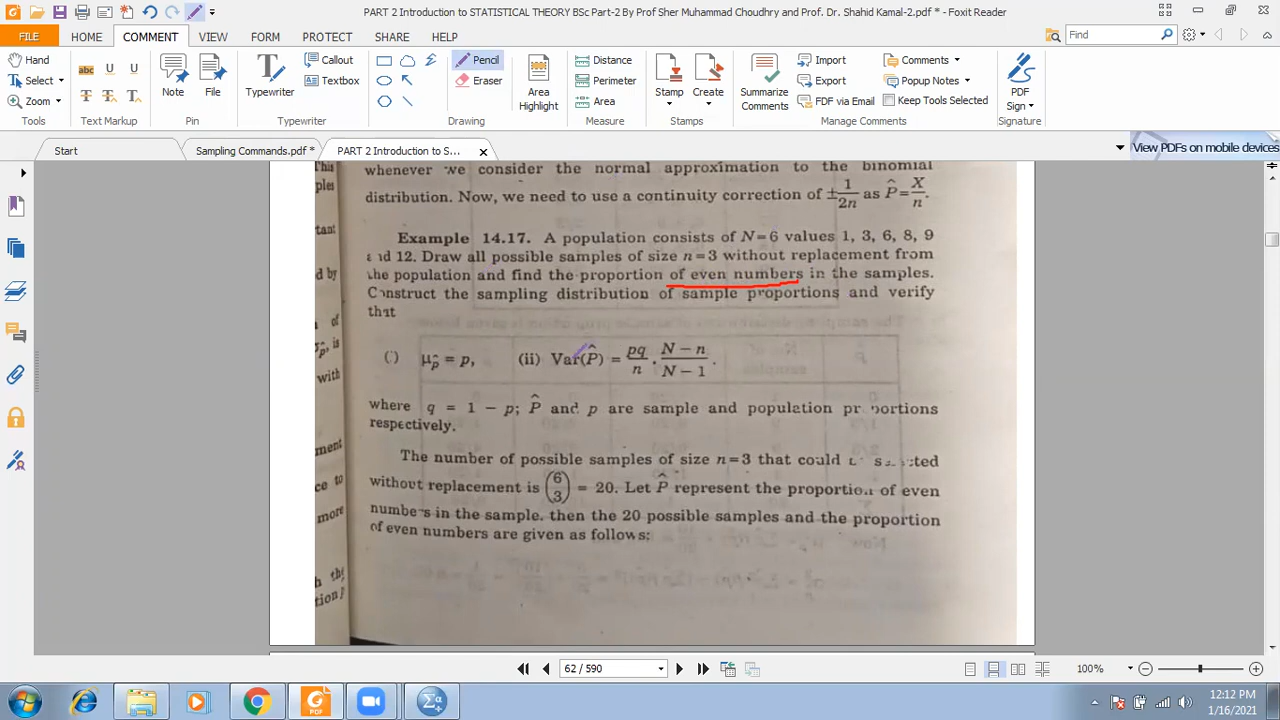 PART 2 Introduction to STATISTICAL THEORY BSc Part-2 By Prof Sher Muhammad Chaudhry and Prof. Dr. Shahid Kamal-2.pdf * - Foxit Reader
FILE HOME COMMENT VIEW FORM PROTECT SHARE HELP Find
Hand Select Zoom Tools
Text Markup
Note File Pin
Typewriter Callout Textbox Typewriter
Pencil Eraser Area Highlight Drawing
Distance Perimeter Area Measure
Stamp Create Stamps
Summarize Comments Import Export FDF via Email Comments Popup Notes Keep Tools Selected Manage Comments
PDF Sign Signature
Start Sampling Commands.pdf * PART 2 Introduction to S... View PDFs on mobile devices
whenever we consider the normal approximation to the binomial
distribution. Now, we need to use a continuity correction of ± 1/2n as P̂ = X/n.
Example 14.17. A population consists of N=6 values 1, 3, 6, 8, 9
and 12. Draw all possible samples of size n=3 without replacement from
the population and find the proportion of even numbers in the samples.
Construct the sampling distribution of sample proportions and verify
that
( ) μp̂ = p, (ii) Var(P̂) = pq/n . N − n/N − 1 .
where q = 1 − p; P̂ and p are sample and population proportions
respectively.
The number of possible samples of size n=3 that could selected
without replacement is (6 3) = 20. Let P̂ represent the proportion of even
numbers in the sample. then the 20 possible samples and the proportion
of even numbers are given as follows:
62 / 590 100%
12:12 PM
1/16/2021